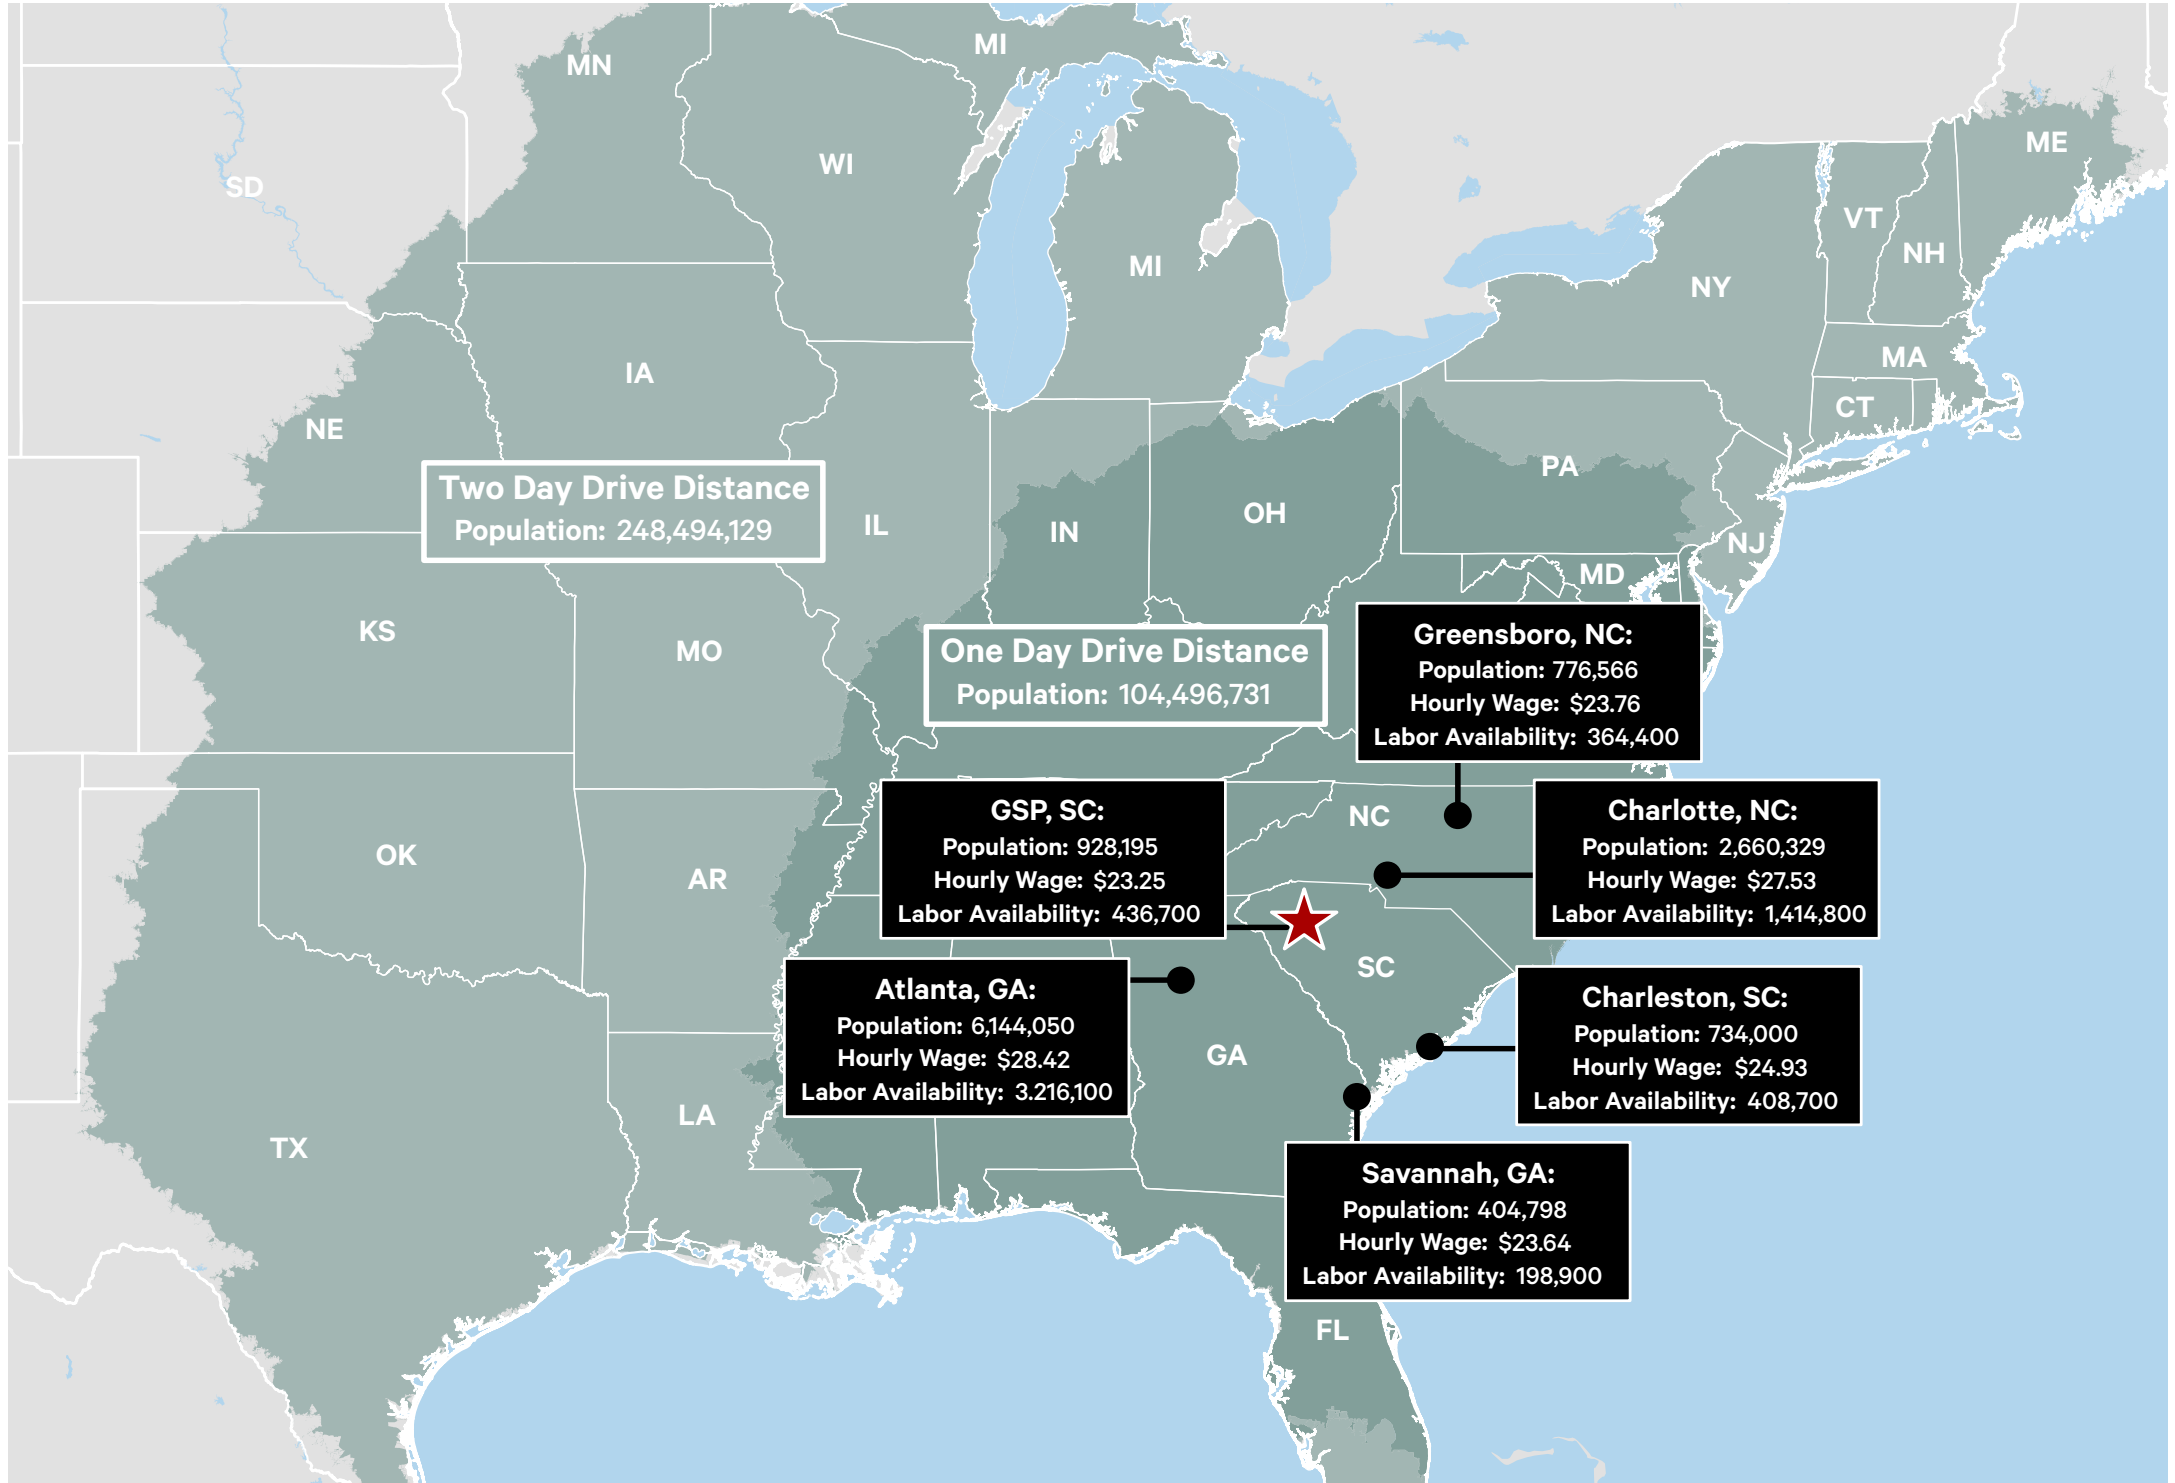 MN
MI
ME
WI
SD
VT
NH
MI
NY
MA
IA
CT
NE
PA
Two Day Drive Distance
Population: 248,494,129
IL
IN
OH
NJ
MD
KS
MO
One Day Drive Distance
Population: 104,496,731
Greensboro, NC:
Population: 776,566
Hourly Wage: $23.76
Labor Availability: 364,400
GSP, SC:
Population: 928,195
Hourly Wage: $23.25
Labor Availability: 436,700
NC
Charlotte, NC:
Population: 2,660,329
Hourly Wage: $27.53
Labor Availability: 1,414,800
OK
AR
SC
Atlanta, GA:
Population: 6,144,050
Hourly Wage: $28.42
Labor Availability: 3.216,100
GA
Charleston, SC:
Population: 734,000
Hourly Wage: $24.93
Labor Availability: 408,700
LA
TX
Savannah, GA:
Population: 404,798
Hourly Wage: $23.64
Labor Availability: 198,900
FL